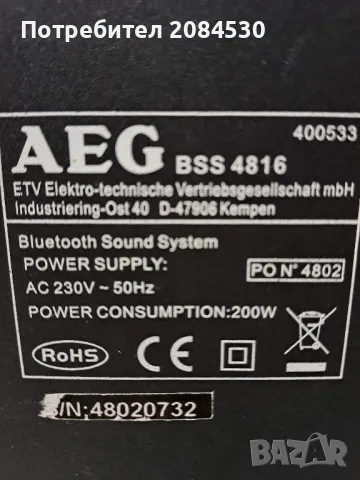 Потребител 2084530
400533
AEG BSS 4816
ETV Elektro-technische Vertriebsgesellschaft mbH
Industriering-Ost 40 D-47906 Kempen
Bluetooth Sound System
POWER SUPPLY:
PO N° 4802
AC 230V ~ 50Hz
POWER CONSUMPTION:200W
RoHS CE
S/N;48020732
BAZAR